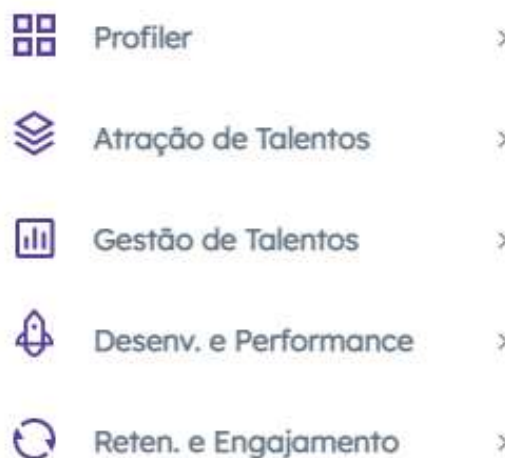 Profiler
Atração de Talentos
Gestão de Talentos
Desenv. e Performance
Reten. e Engajamento